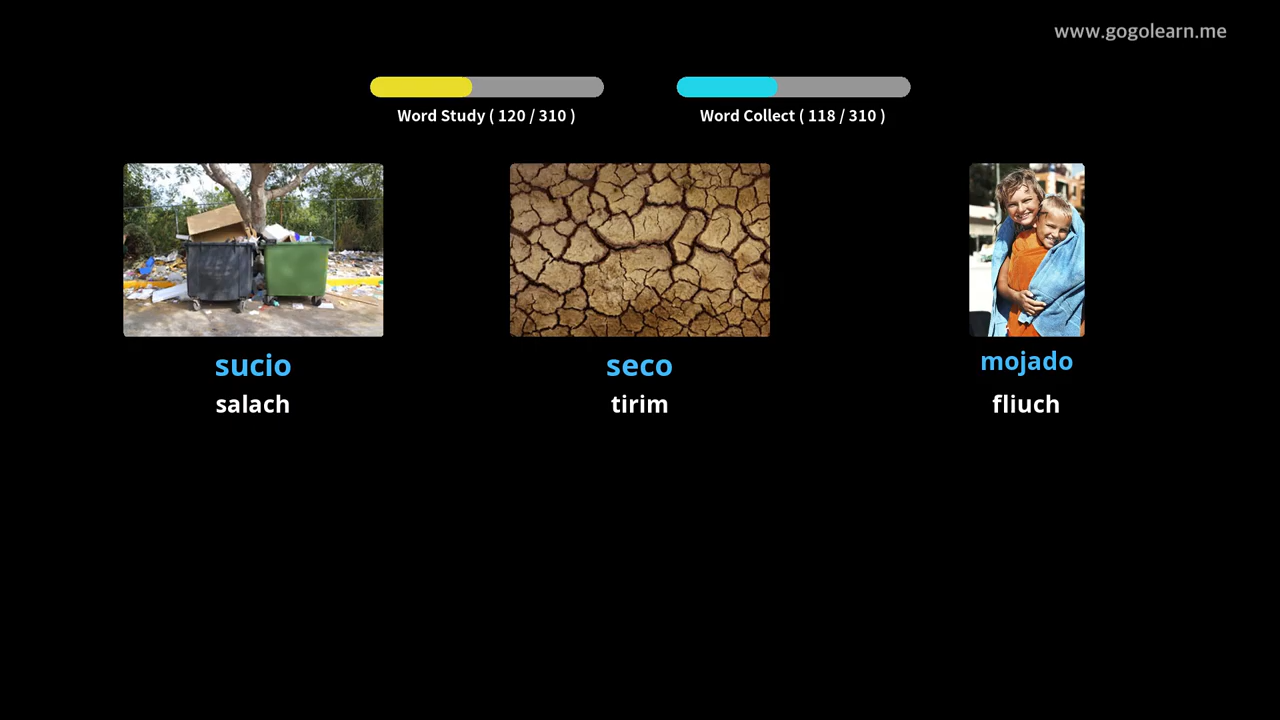 www.gogolearn.me
Word Study ( 120 / 310 )
Word Collect ( 118 / 310 )
sucio
salach
seco
tirim
mojado
fliuch